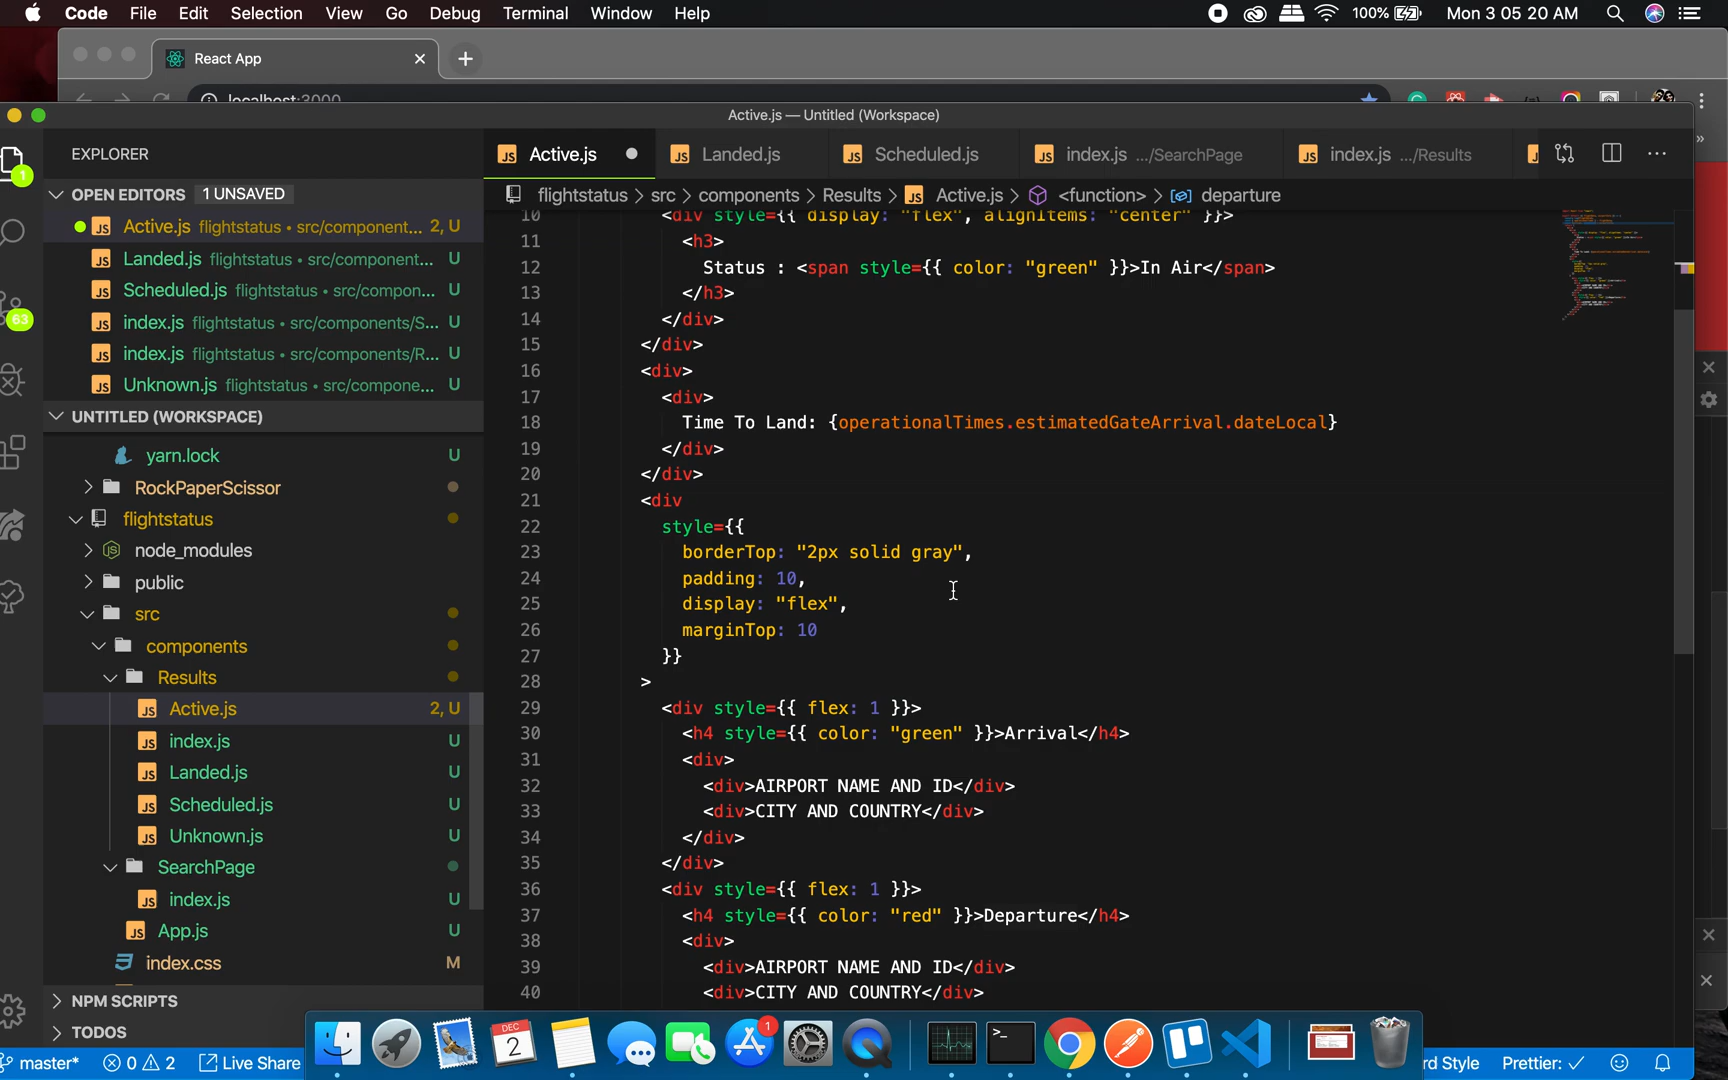 Code File Edit Selection View Go Debug Terminal Window Help 100% Mon 3 05 20 AM
React App
localhost:3000
Active.js — Untitled (Workspace)
EXPLORER
Active.js Landed.js Scheduled.js index.js .../SearchPage index.js .../Results
OPEN EDITORS 1 UNSAVED
flightstatus > src > components > Results > Active.js > <function> > departure
Active.js flightstatus • src/component... 2, U
Landed.js flightstatus • src/component... U
Scheduled.js flightstatus • src/compon... U
index.js flightstatus • src/components/S... U
index.js flightstatus • src/components/R... U
Unknown.js flightstatus • src/compone... U
UNTITLED (WORKSPACE)
yarn.lock U
RockPaperScissor
flightstatus
node_modules
public
src
components
Results
Active.js 2, U
index.js U
Landed.js U
Scheduled.js U
Unknown.js U
SearchPage
index.js U
App.js U
index.css M
NPM SCRIPTS
TODOS
1
63
10 <div style={{ display: "flex", alignItems: "center" }}>
11 <h3>
12 Status : <span style={{ color: "green" }}>In Air</span>
13 </h3>
14 </div>
15 </div>
16 <div>
17 <div>
18 Time To Land: {operationalTimes.estimatedGateArrival.dateLocal}
19 </div>
20 </div>
21 <div
22 style={{
23 borderTop: "2px solid gray",
24 padding: 10,
25 display: "flex",
26 marginTop: 10
27 }}
28 >
29 <div style={{ flex: 1 }}>
30 <h4 style={{ color: "green" }}>Arrival</h4>
31 <div>
32 <div>AIRPORT NAME AND ID</div>
33 <div>CITY AND COUNTRY</div>
34 </div>
35 </div>
36 <div style={{ flex: 1 }}>
37 <h4 style={{ color: "red" }}>Departure</h4>
38 <div>
39 <div>AIRPORT NAME AND ID</div>
40 <div>CITY AND COUNTRY</div>
DEC
2
1
master* 0 2 Live Share rd Style Prettier: ✓